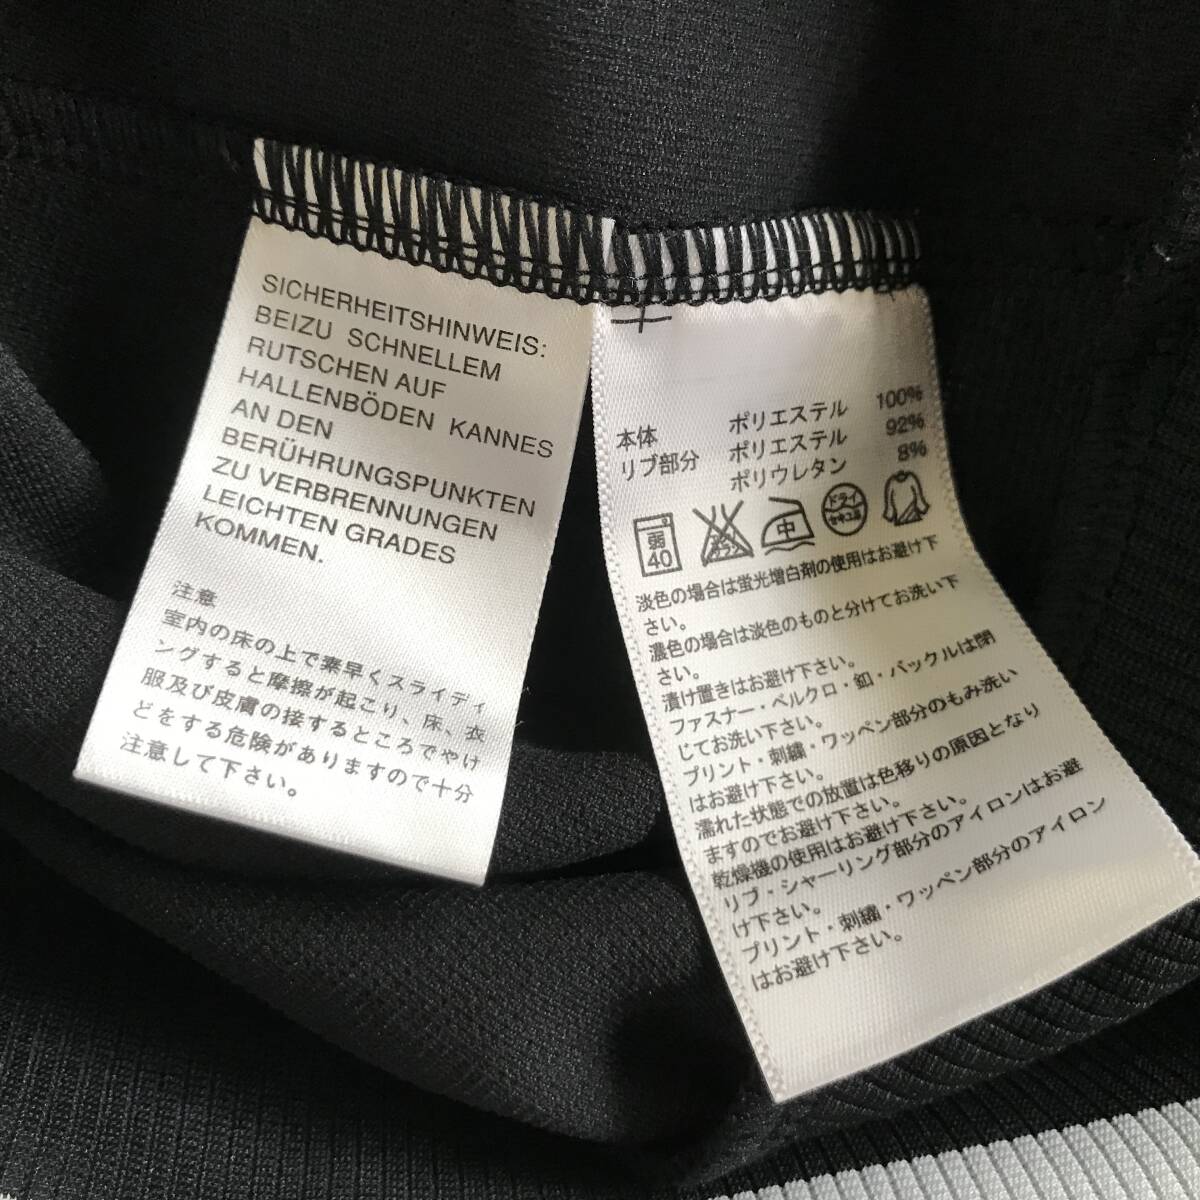 SICHERHEITSHINWEIS:
BEIZU SCHNELLEM
RUTSCHEN AUF
HALLENBÖDEN KANNES
AN DEN
BERÜHRUNGSPUNKTEN
ZU VERBRENNUNGEN
LEICHTEN GRADES
KOMMEN.
注意
室内の床の上で素早くスライディ
ングすると摩擦が起こり、床、衣
服及び皮膚の接するところでやけ
どをする危険がありますので十分
注意して下さい。
本体 ポリエステル 100%
リブ部分 ポリエステル 92%
ポリウレタン 8%
弱
40
エンソ
サラシ
中
ドライ
セキユ系
淡色の場合は蛍光増白剤の使用はお避け下
さい。
濃色の場合は淡色のものと分けてお洗い下
さい。
漬け置きはお避け下さい。
ファスナー・ベルクロ・釦・バックルは閉
じてお洗い下さい。
プリント・刺繍・ワッペン部分のもみ洗い
はお避け下さい。
濡れた状態での放置は色移りの原因となり
ますのでお避け下さい。
乾燥機の使用はお避け下さい。
リブ・シャーリング部分のアイロンはお避
け下さい。
プリント・刺繍・ワッペン部分のアイロン
はお避け下さい。